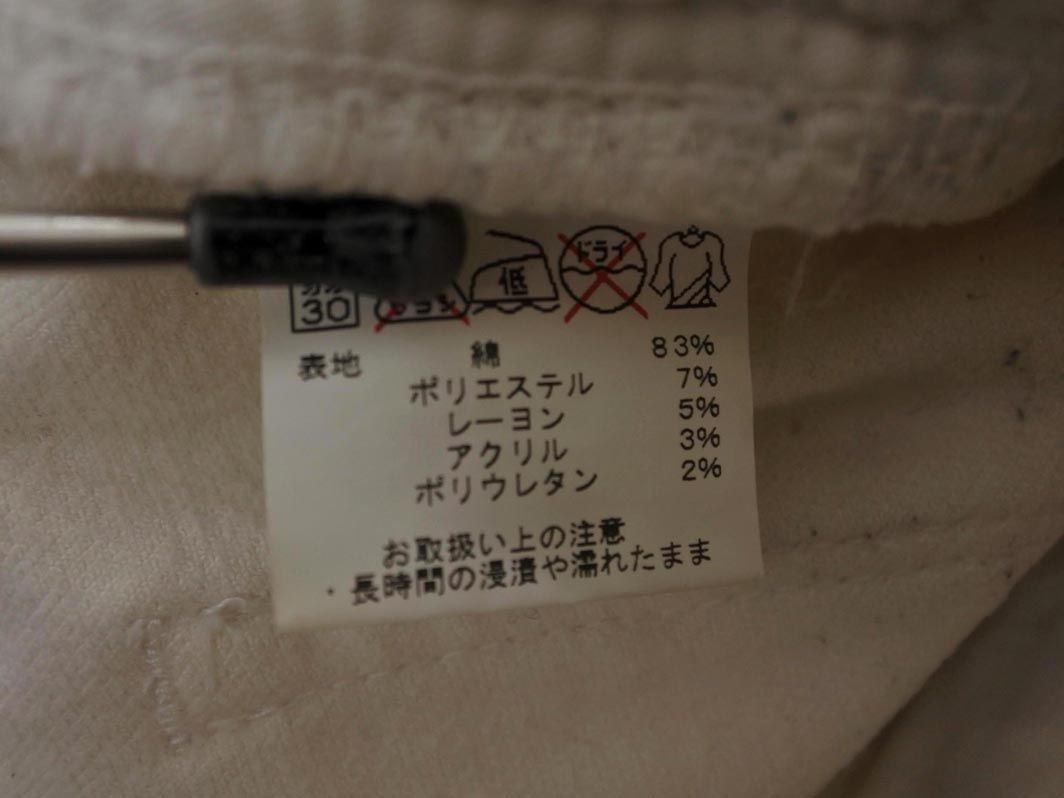 30
低 ドライ
表地 綿 83%
ポリエステル 7%
レーヨン 5%
アクリル 3%
ポリウレタン 2%
お取扱い上の注意
・長時間の浸漬や濡れたまま